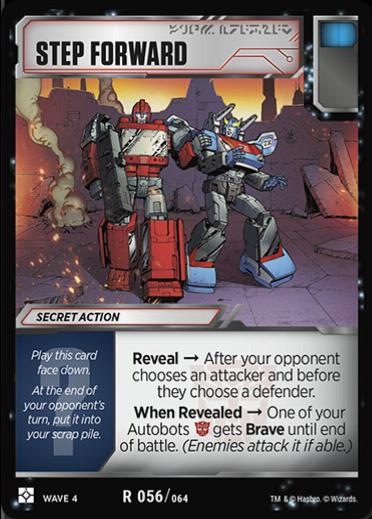 STEP FORWARD
SECRET ACTION
Play this card
face down.
At the end of
your opponent's
turn, put it into
your scrap pile.
Reveal → After your opponent
chooses an attacker and before
they choose a defender.
When Revealed → One of your
Autobots gets Brave until end
of battle. (Enemies attack it if able.)
WAVE 4 R 056/064 TM & © Hasbro. © Wizards.